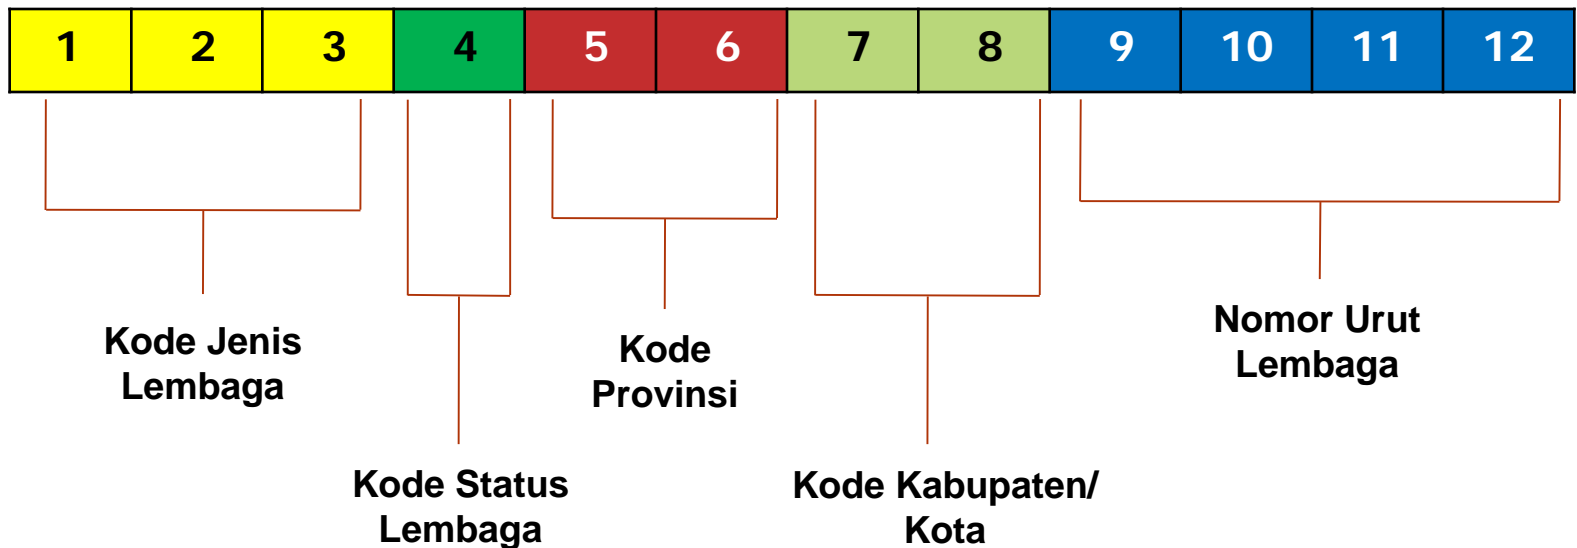 1 2 3 4 5 6 7 8 9 10 11 12
Kode Jenis
Lembaga
Kode Status
Lembaga
Kode
Provinsi
Kode Kabupaten/
Kota
Nomor Urut
Lembaga